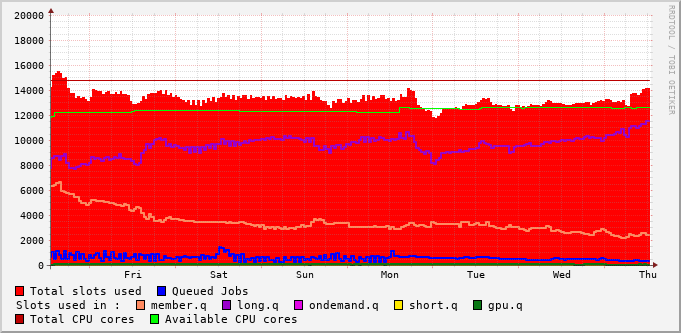 RRDTOOL / TOBI OETIKER
20000
18000
16000
14000
12000
10000
8000
6000
4000
2000
0
Fri Sat Sun Mon Tue Wed Thu
Total slots used Queued Jobs
Slots used in : member.q long.q ondemand.q short.q gpu.q
Total CPU cores Available CPU cores